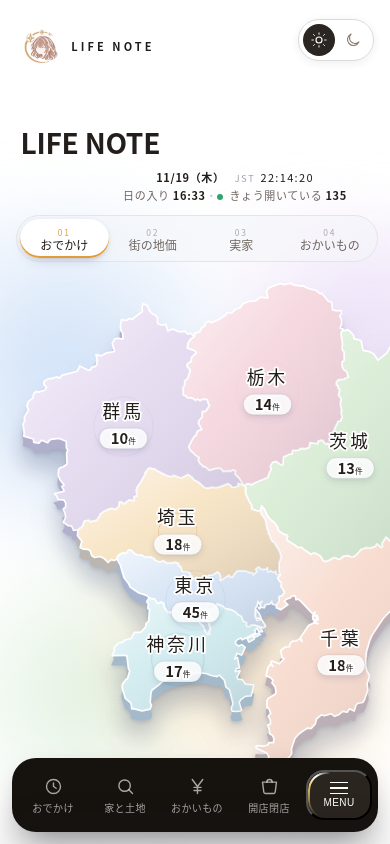 LIFE NOTE
LIFE NOTE
11/19（木） JST 22:14:20
日の入り 16:33 · きょう開いている 135
01 02 03 04
おでかけ 街の地価 実家 おかいもの
栃木
14件
群馬
10件
茨城
13件
埼玉
18件
東京
45件
神奈川
17件
千葉
18件
おでかけ 家と土地 おかいもの 開店閉店 MENU